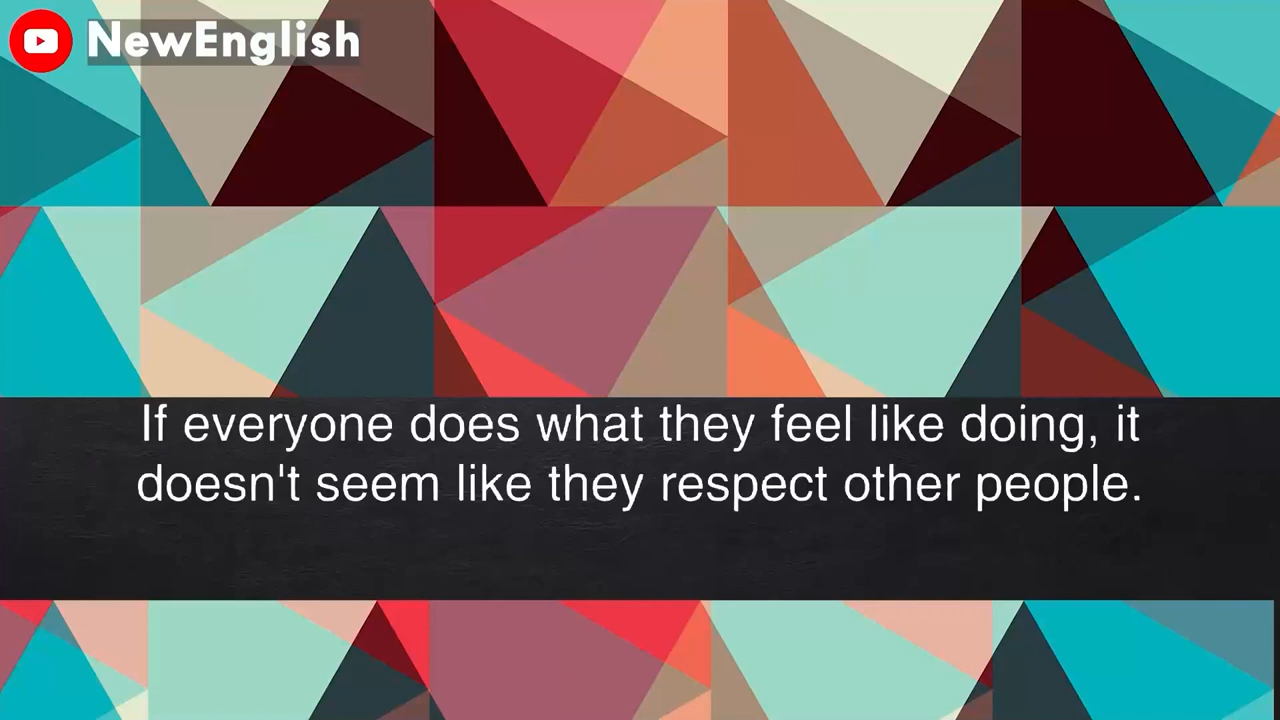 NewEnglish
If everyone does what they feel like doing, it
doesn't seem like they respect other people.